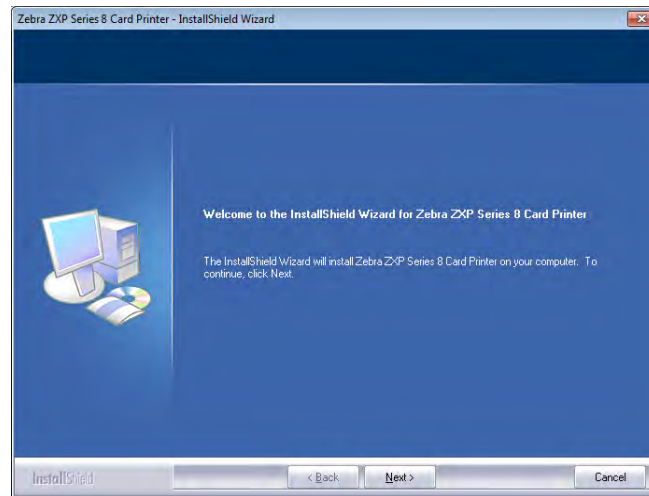 Zebra ZXP Series 8 Card Printer - InstallShield Wizard
Welcome to the InstallShield Wizard for Zebra ZXP Series 8 Card Printer
The InstallShield Wizard will install Zebra ZXP Series 8 Card Printer on your computer. To
continue, click Next.
InstallShield
< Back
Next >
Cancel